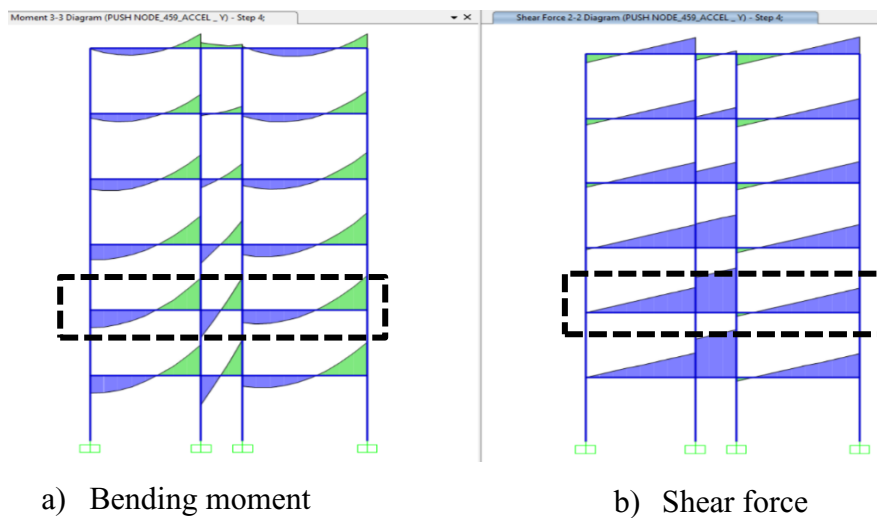 Moment 3-3 Diagram (PUSH NODE_459_ACCEL _ Y) - Step 4;
Shear Force 2-2 Diagram (PUSH NODE_459_ACCEL _ Y) - Step 4;
a) Bending moment
b) Shear force